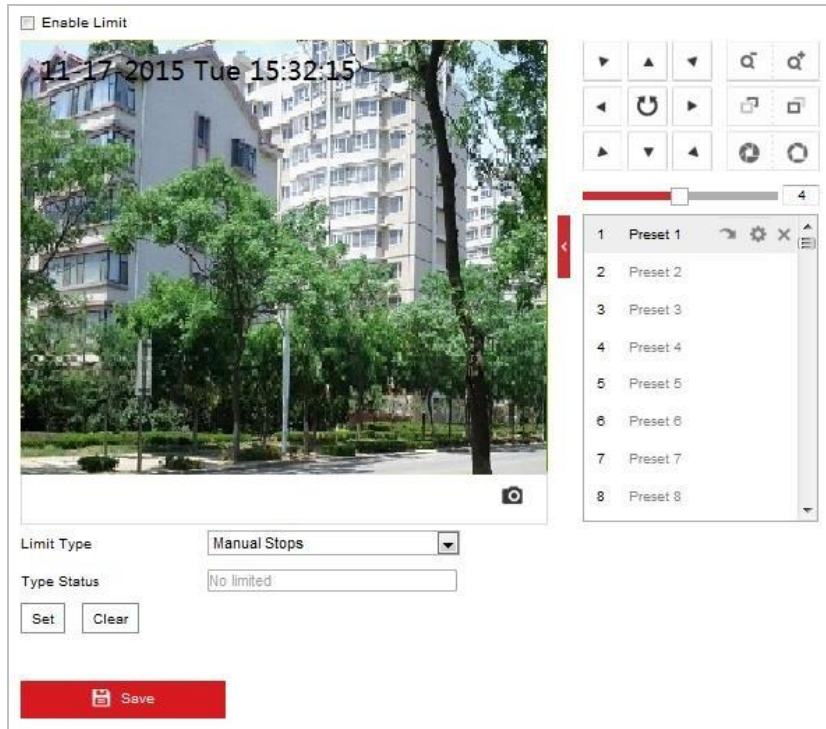 Enable Limit
11-17-2015 Tue 15:32:15
4
1 Preset 1
2 Preset 2
3 Preset 3
4 Preset 4
5 Preset 5
6 Preset 6
7 Preset 7
8 Preset 8
Limit Type Manual Stops
Type Status No limited
Set Clear
Save